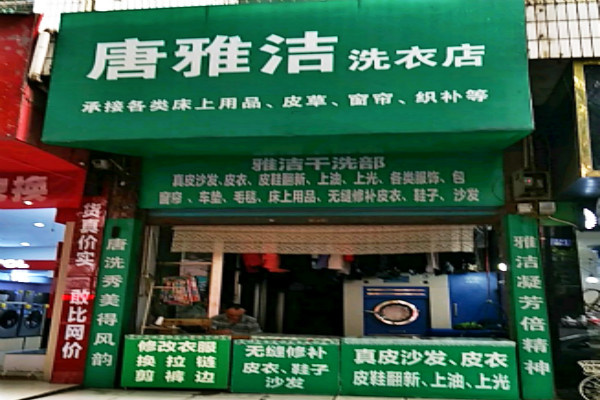 唐雅洁 洗衣店
承接各类床上用品、皮草、窗帘、织补等
雅洁干洗部
真皮沙发、皮衣、皮鞋翻新、上油、上光、各类服饰、包
窗帘、车垫、毛毯、床上用品、无缝修补皮衣、鞋子、沙发
换
货真价实
敢比网价
唐洗秀美得风韵
雅洁凝芳倍精神
修改衣服
换拉链
剪裤边
无缝修补
皮衣、鞋子
沙发
真皮沙发、皮衣
皮鞋翻新、上油、上光